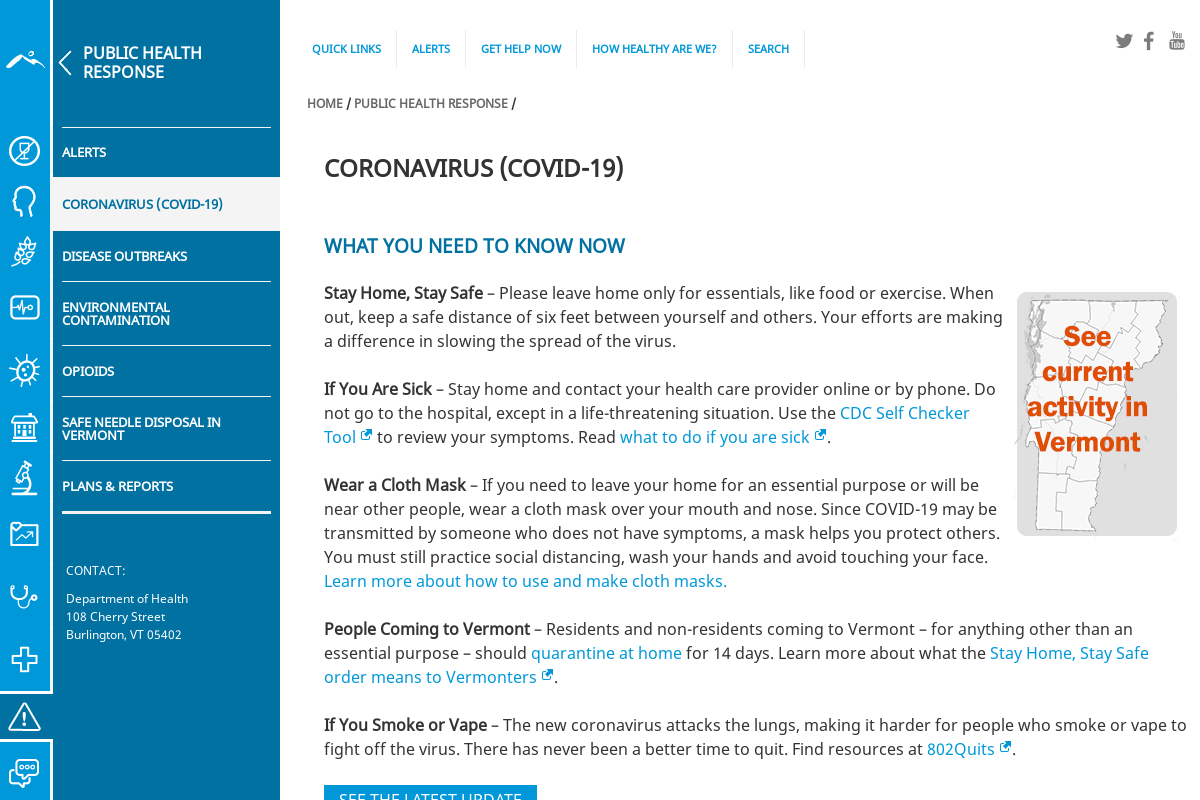 PUBLIC HEALTH
RESPONSE
ALERTS
CORONAVIRUS (COVID-19)
DISEASE OUTBREAKS
ENVIRONMENTAL
CONTAMINATION
OPIOIDS
SAFE NEEDLE DISPOSAL IN
VERMONT
PLANS & REPORTS
CONTACT:
Department of Health
108 Cherry Street
Burlington, VT 05402
QUICK LINKS ALERTS GET HELP NOW HOW HEALTHY ARE WE? SEARCH
You
Tube
HOME / PUBLIC HEALTH RESPONSE /
CORONAVIRUS (COVID-19)
WHAT YOU NEED TO KNOW NOW
Stay Home, Stay Safe – Please leave home only for essentials, like food or exercise. When
out, keep a safe distance of six feet between yourself and others. Your efforts are making
a difference in slowing the spread of the virus.
If You Are Sick – Stay home and contact your health care provider online or by phone. Do
not go to the hospital, except in a life-threatening situation. Use the CDC Self Checker
Tool to review your symptoms. Read what to do if you are sick.
Wear a Cloth Mask – If you need to leave your home for an essential purpose or will be
near other people, wear a cloth mask over your mouth and nose. Since COVID-19 may be
transmitted by someone who does not have symptoms, a mask helps you protect others.
You must still practice social distancing, wash your hands and avoid touching your face.
Learn more about how to use and make cloth masks.
See
current
activity in
Vermont
People Coming to Vermont – Residents and non-residents coming to Vermont – for anything other than an
essential purpose – should quarantine at home for 14 days. Learn more about what the Stay Home, Stay Safe
order means to Vermonters.
If You Smoke or Vape – The new coronavirus attacks the lungs, making it harder for people who smoke or vape to
fight off the virus. There has never been a better time to quit. Find resources at 802Quits.
SEE THE LATEST UPDATE